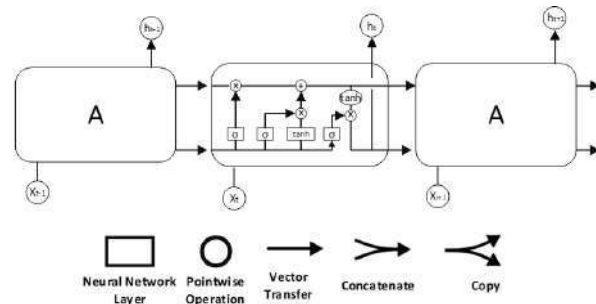 hₜ₋₁
hₜ
hₜ₊₁
A
x
+
tanh
x
x
σ
σ
tanh
σ
A
Xₜ₋₁
Xₜ
Xₜ₊₁
Neural Network
Layer
Pointwise
Operation
Vector
Transfer
Concatenate
Copy